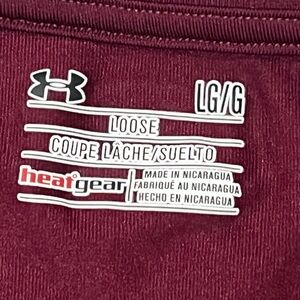 LG/G
LOOSE
COUPE LÂCHE/SUELTO
heatgear
MADE IN NICARAGUA
FABRIQUÉ AU NICARAGUA
HECHO EN NICARAGUA